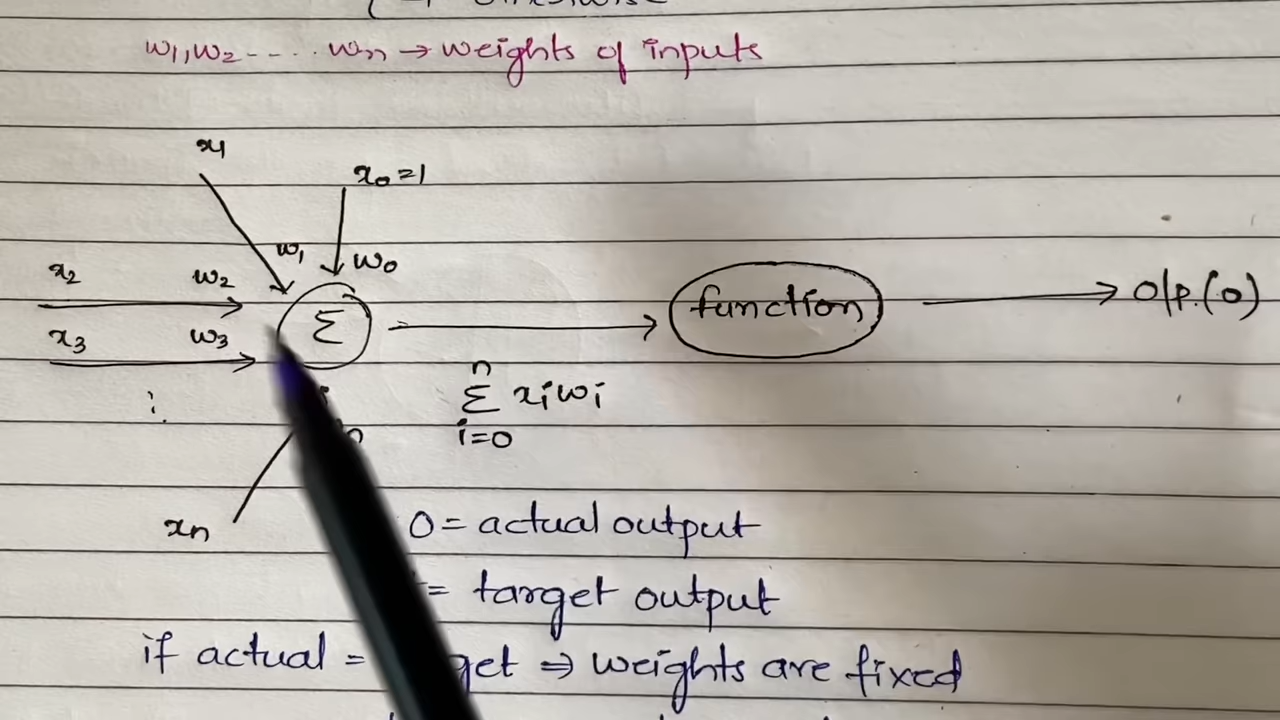 w1,w2 ---- wn → weights of inputs
x1
x0=1
w1
w0
x2 w2
x3 w3
Σ
function
O/p.(o)
n
Σ xiwi
i=0
xn
O = actual output
= target output
if actual = → weights are fixed